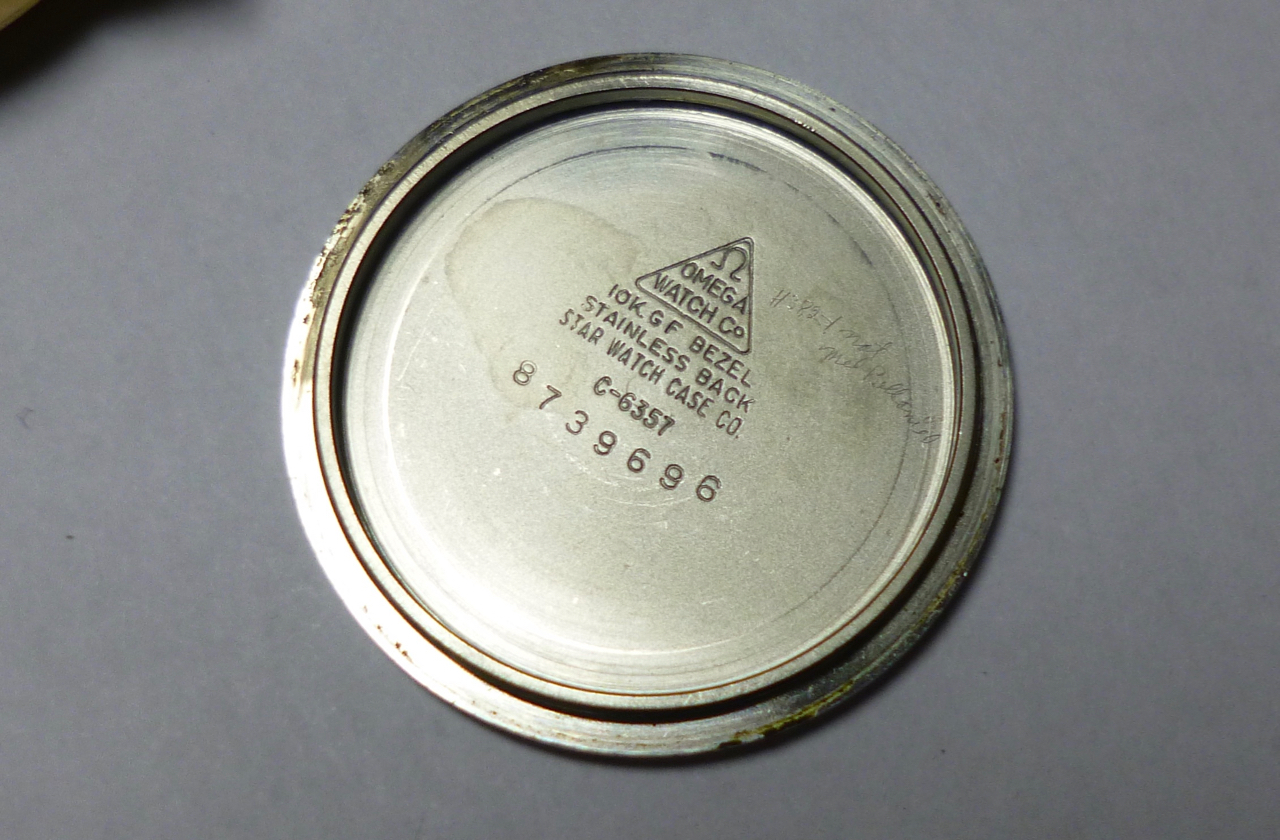 Ω
OMEGA
WATCH CO
10K. G F BEZEL
STAINLESS BACK
STAR WATCH CASE CO.
C-6357
8739696